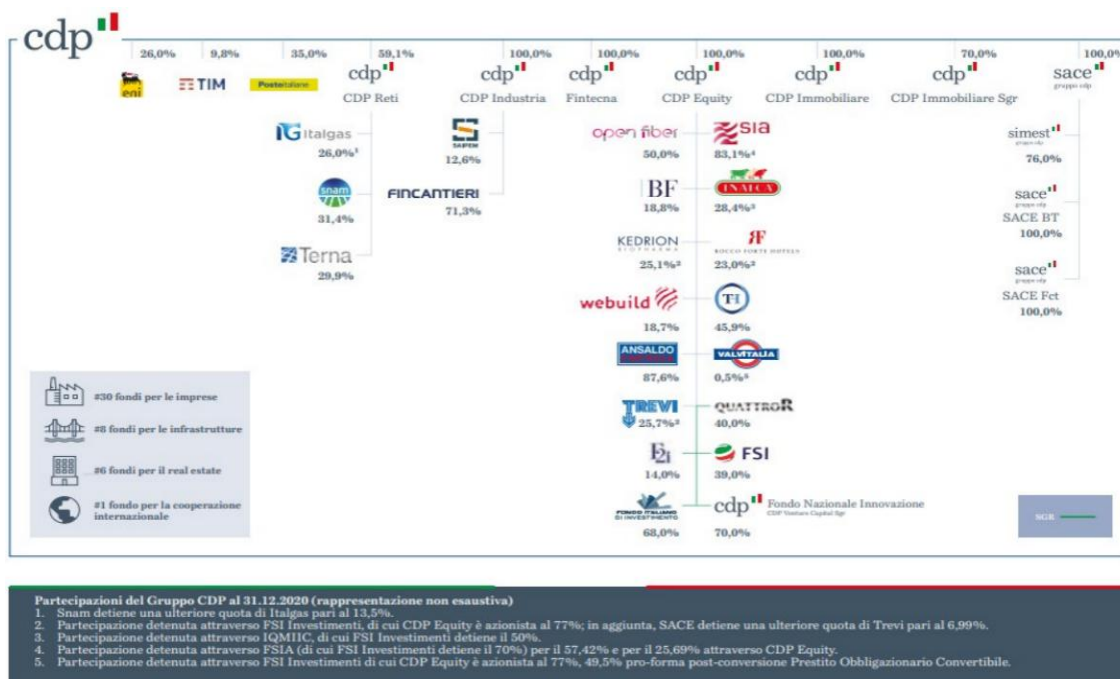 cdp
26,0% 9,8% 35,0% 59,1% 100,0% 100,0% 100,0% 100,0% 70,0% 100,0%
eni TIM Posteitaliane cdp cdp cdp cdp cdp cdp sace
gruppo cdp
CDP Reti CDP Industria Fintecna CDP Equity CDP Immobiliare CDP Immobiliare Sgr
Italgas SAIPEM open fiber sia simest
gruppo cdp
26,0%¹ 12,6% 50,0% 83,1%⁴ 76,0%
snam FINCANTIERI BF INALCA sace
gruppo cdp
SACE BT
31,4% 71,3% 18,8% 28,4%³ 100,0%
Terna KEDRION BIOPHARMA RF ROCCO FORTE HOTELS sace
gruppo cdp
29,9% 25,1%² 23,0%² SACE Fct
100,0%
webuild TH
18,7% 45,9%
ANSALDO VALVITALIA
87,6% 0,5%⁵
TREVI QUATTROR
25,7%² 40,0%
F2i FSI
14,0% 39,0%
FONDO ITALIANO DI INVESTIMENTO cdp Fondo Nazionale Innovazione
CDP Venture Capital Sgr
68,0% 70,0%
#30 fondi per le imprese
#8 fondi per le infrastrutture
#6 fondi per il real estate
#1 fondo per la cooperazione
internazionale
SGR
Partecipazioni del Gruppo CDP al 31.12.2020 (rappresentazione non esaustiva)
1. Snam detiene una ulteriore quota di Italgas pari al 13,5%.
2. Partecipazione detenuta attraverso FSI Investimenti, di cui CDP Equity è azionista al 77%; in aggiunta, SACE detiene una ulteriore quota di Trevi pari al 6,99%.
3. Partecipazione detenuta attraverso IQMIIC, di cui FSI Investimenti detiene il 50%.
4. Partecipazione detenuta attraverso FSIA (di cui FSI Investimenti detiene il 70%) per il 57,42% e per il 25,69% attraverso CDP Equity.
5. Partecipazione detenuta attraverso FSI Investimenti di cui CDP Equity è azionista al 77%, 49,5% pro-forma post-conversione Prestito Obbligazionario Convertibile.